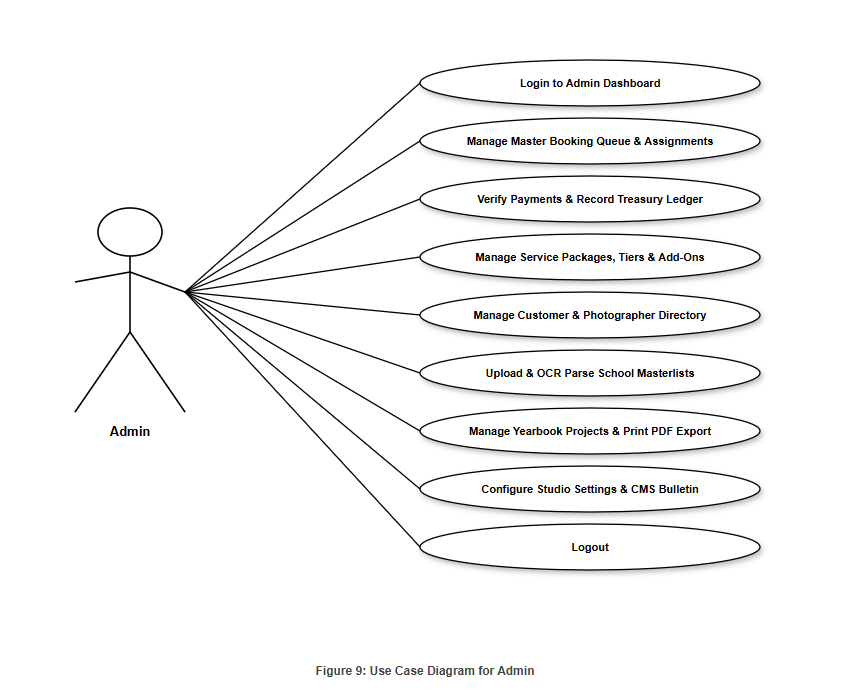 Login to Admin Dashboard
Manage Master Booking Queue & Assignments
Verify Payments & Record Treasury Ledger
Manage Service Packages, Tiers & Add-Ons
Manage Customer & Photographer Directory
Upload & OCR Parse School Masterlists
Manage Yearbook Projects & Print PDF Export
Configure Studio Settings & CMS Bulletin
Logout
Admin
Figure 9: Use Case Diagram for Admin